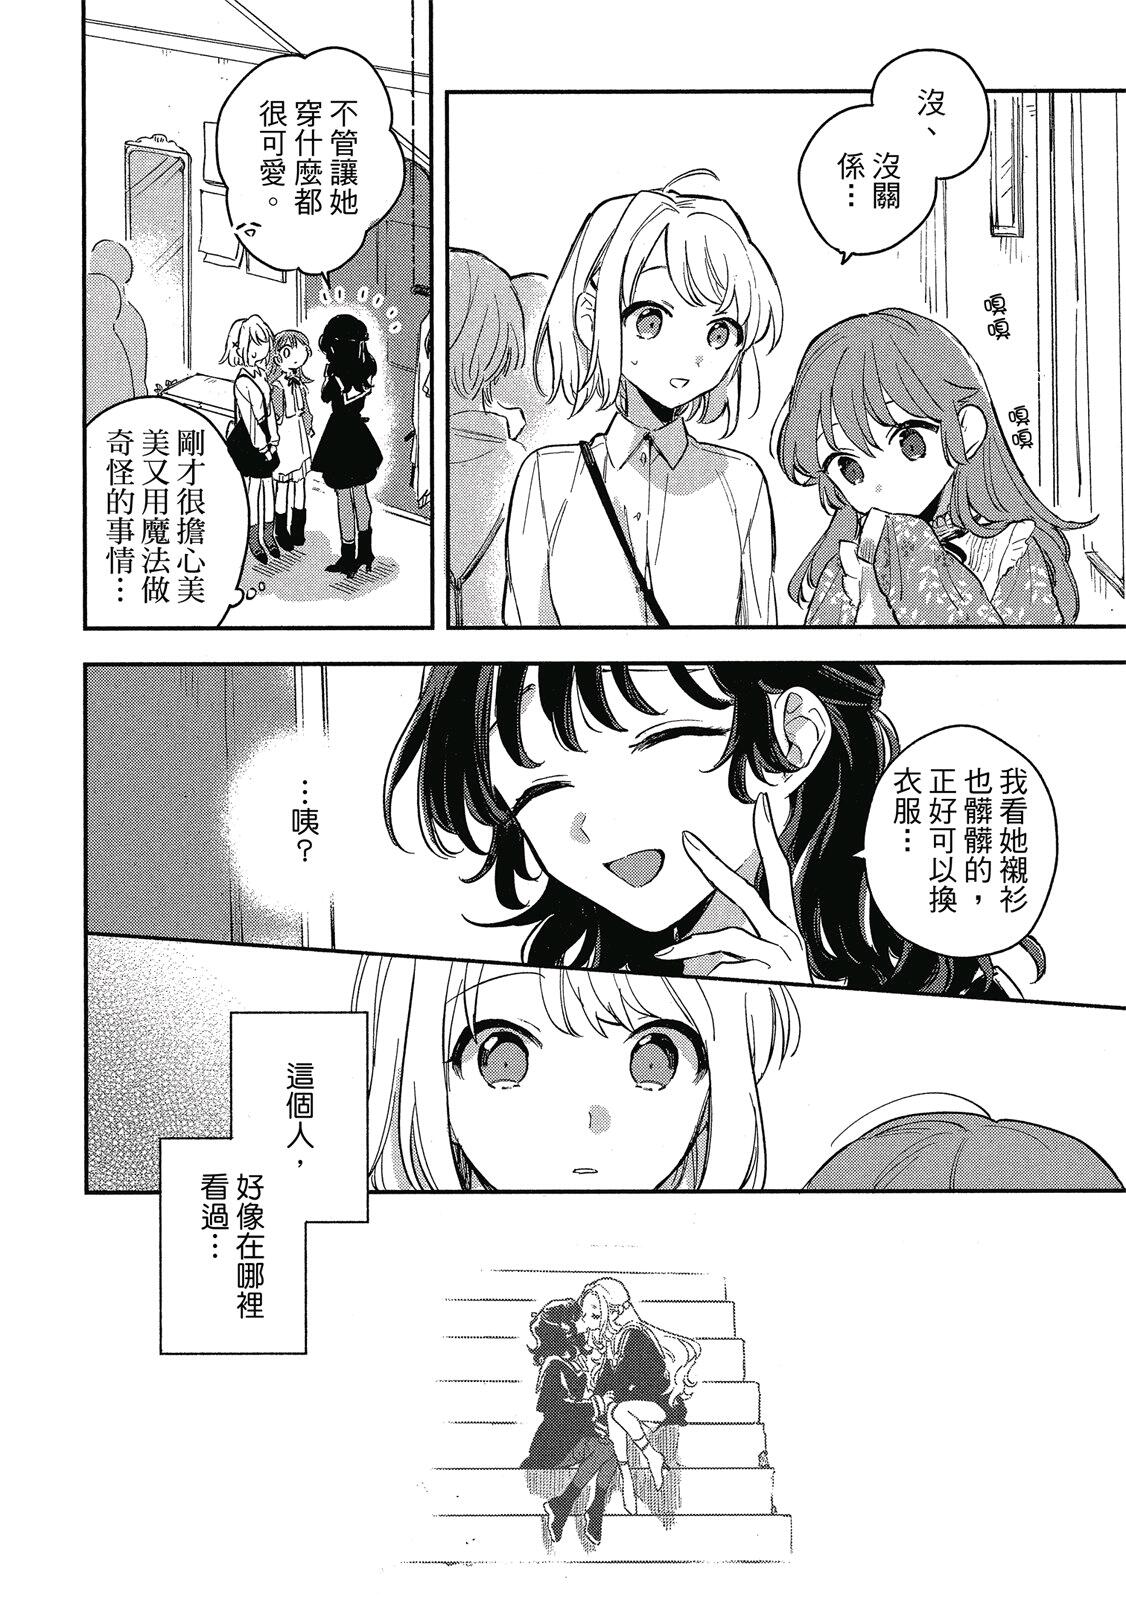 沒、
沒關
係…
嗅嗅
嗅嗅
不管讓她
穿什麼都
很可愛。
剛才很擔心美
美又用魔法做
奇怪的事情…
我看她襯衫
也髒髒的，
正好可以換
衣服…
…咦？
這個人，
好像在哪裡
看過…